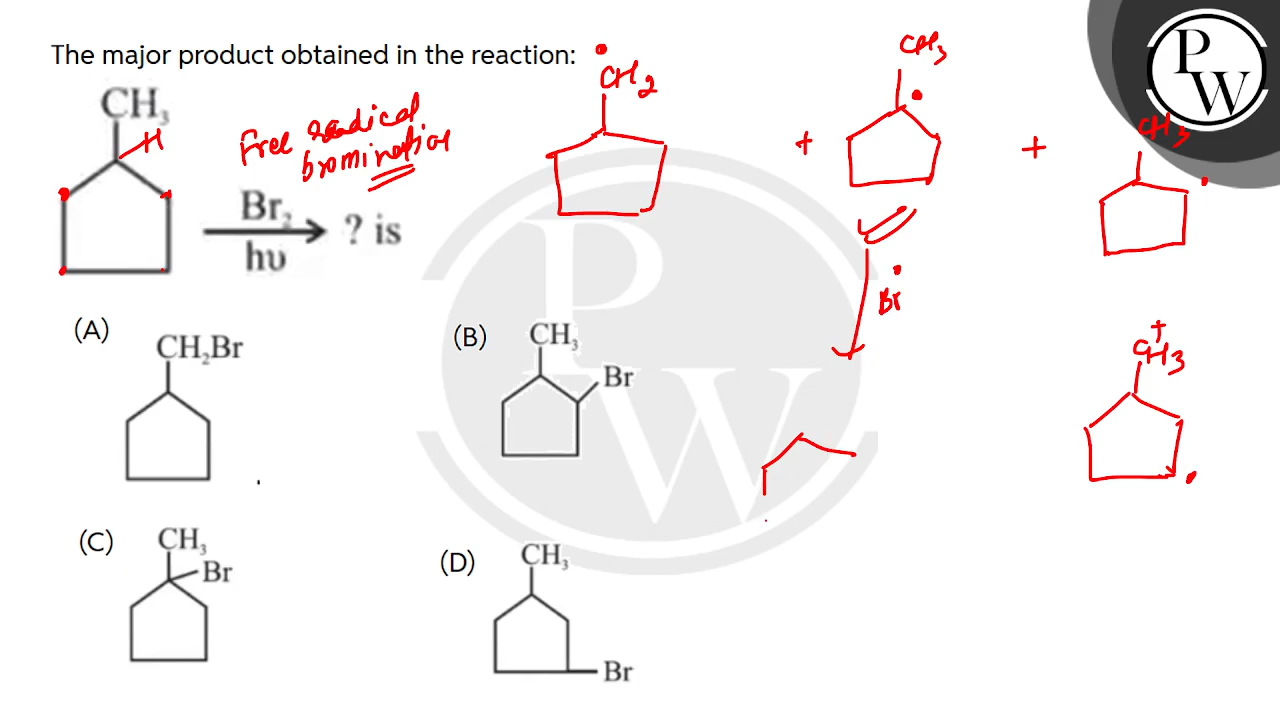 The major product obtained in the reaction:
CH₃
H
Free radical
bromination
Br₂
hυ
? is
•
CH₂
+
CH₃
•
+
CH₃
•
Br
•
+
CH₃
•
P
W
(A)
CH₂Br
(B)
CH₃
Br
(C)
CH₃
Br
(D)
CH₃
Br
P
W